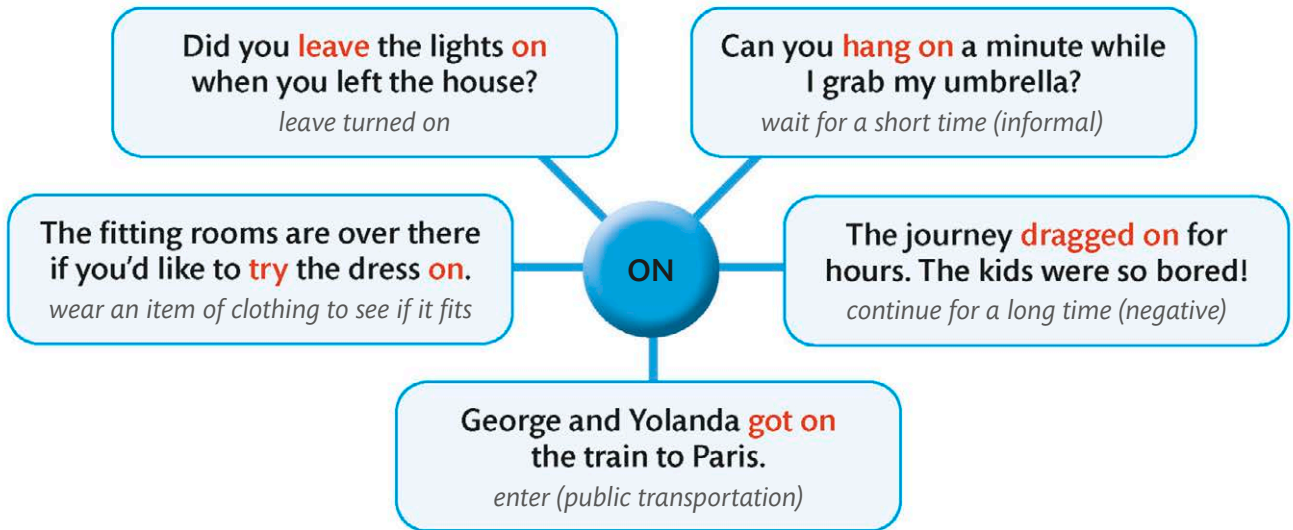 Did you leave the lights on
when you left the house?
leave turned on
Can you hang on a minute while
I grab my umbrella?
wait for a short time (informal)
The fitting rooms are over there
if you'd like to try the dress on.
wear an item of clothing to see if it fits
ON
The journey dragged on for
hours. The kids were so bored!
continue for a long time (negative)
George and Yolanda got on
the train to Paris.
enter (public transportation)